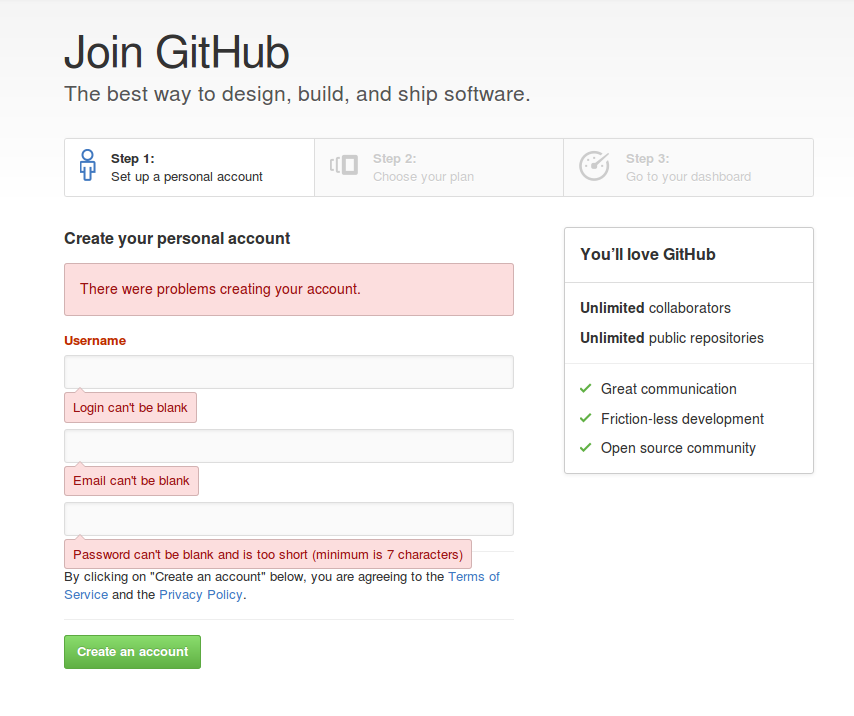 Join GitHub
The best way to design, build, and ship software.
Step 1:
Set up a personal account
Step 2:
Choose your plan
Step 3:
Go to your dashboard
Create your personal account
There were problems creating your account.
Username
Login can't be blank
Email can't be blank
Password can't be blank and is too short (minimum is 7 characters)
By clicking on "Create an account" below, you are agreeing to the Terms of
Service and the Privacy Policy.
Create an account
You’ll love GitHub
Unlimited collaborators
Unlimited public repositories
Great communication
Friction-less development
Open source community